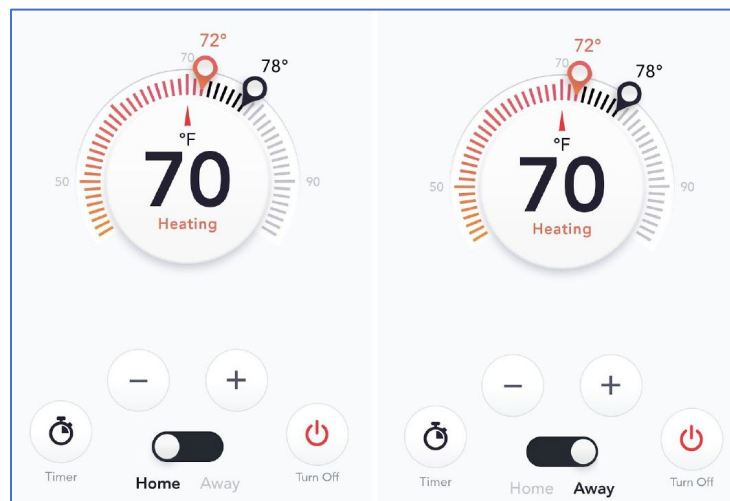 72°
70
78°
°F
50
70
90
Heating
−
+
Timer
Home Away
Turn Off
72°
70
78°
°F
50
70
90
Heating
−
+
Timer
Home Away
Turn Off